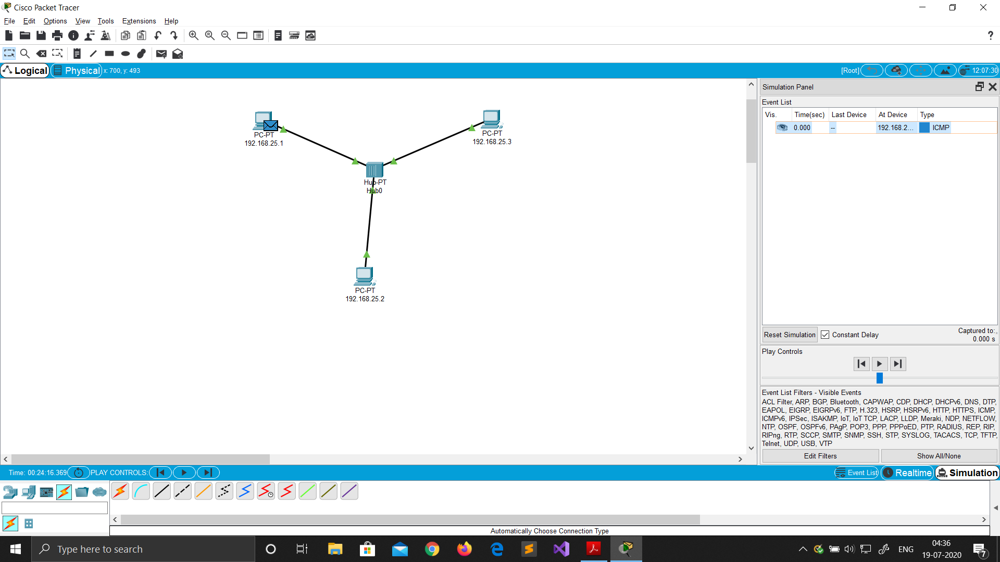 Cisco Packet Tracer
File Edit Options View Tools Extensions Help
?
Logical Physical x: 700, y: 493 [Root] 12:07:30
Simulation Panel
Event List
Vis. Time(sec) Last Device At Device Type
0.000 -- 192.168.2... ICMP
PC-PT
192.168.25.1
PC-PT
192.168.25.3
Hub-PT
Hub0
PC-PT
192.168.25.2
Reset Simulation Constant Delay Captured to:
0.000 s
Play Controls
Event List Filters - Visible Events
ACL Filter, ARP, BGP, Bluetooth, CAPWAP, CDP, DHCP, DHCPv6, DNS, DTP,
EAPOL, EIGRP, EIGRPv6, FTP, H.323, HSRP, HSRPv6, HTTP, HTTPS, ICMP,
ICMPv6, IPSec, ISAKMP, IoT, IoT TCP, LACP, LLDP, Meraki, NDP, NETFLOW,
NTP, OSPF, OSPFv6, PAgP, POP3, PPP, PPPoED, PTP, RADIUS, REP, RIP,
RIPng, RTP, SCCP, SMTP, SNMP, SSH, STP, SYSLOG, TACACS, TCP, TFTP,
Telnet, UDP, USB, VTP
Edit Filters Show All/None
Time: 00:24:16.369 PLAY CONTROLS: Event List Realtime Simulation
Automatically Choose Connection Type
Type here to search
ENG
04:36
19-07-2020
7